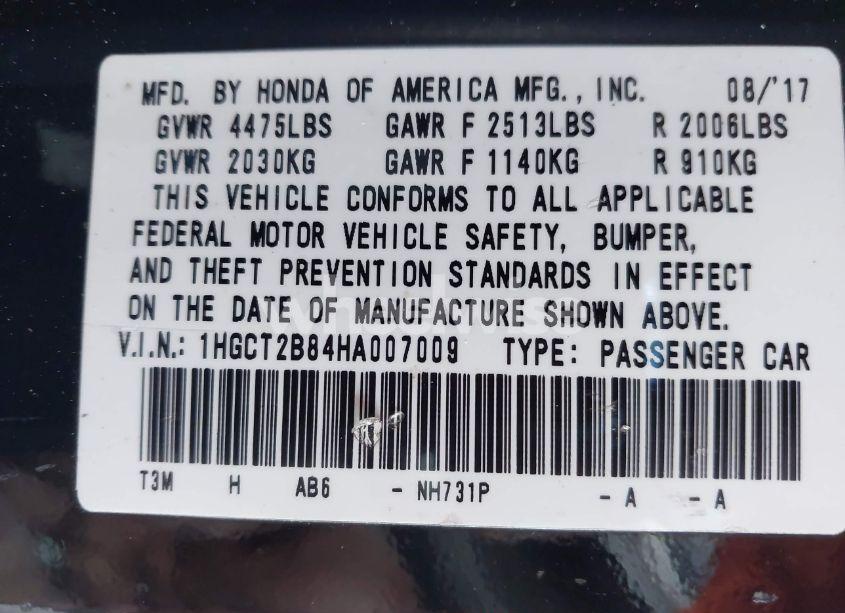 MFD. BY HONDA OF AMERICA MFG., INC. 08/'17
GVWR 4475LBS GAWR F 2513LBS R 2006LBS
GVWR 2030KG GAWR F 1140KG R 910KG
THIS VEHICLE CONFORMS TO ALL APPLICABLE
FEDERAL MOTOR VEHICLE SAFETY, BUMPER,
AND THEFT PREVENTION STANDARDS IN EFFECT
ON THE DATE OF MANUFACTURE SHOWN ABOVE.
V.I.N.: 1HGCT2B84HA007009 TYPE: PASSENGER CAR
T3M H AB6 - NH731P - A - A